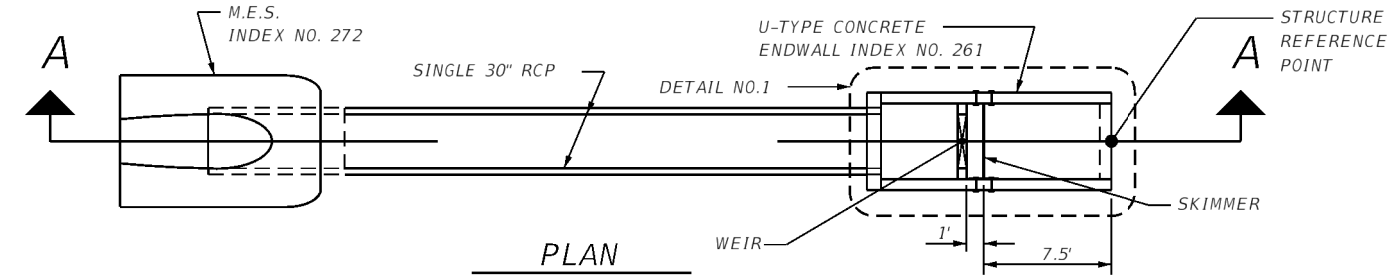 M.E.S.
INDEX NO. 272
A
SINGLE 30" RCP
U-TYPE CONCRETE
ENDWALL INDEX NO. 261
DETAIL NO.1
STRUCTURE
REFERENCE
POINT
A
SKIMMER
WEIR
1'
7.5'
PLAN